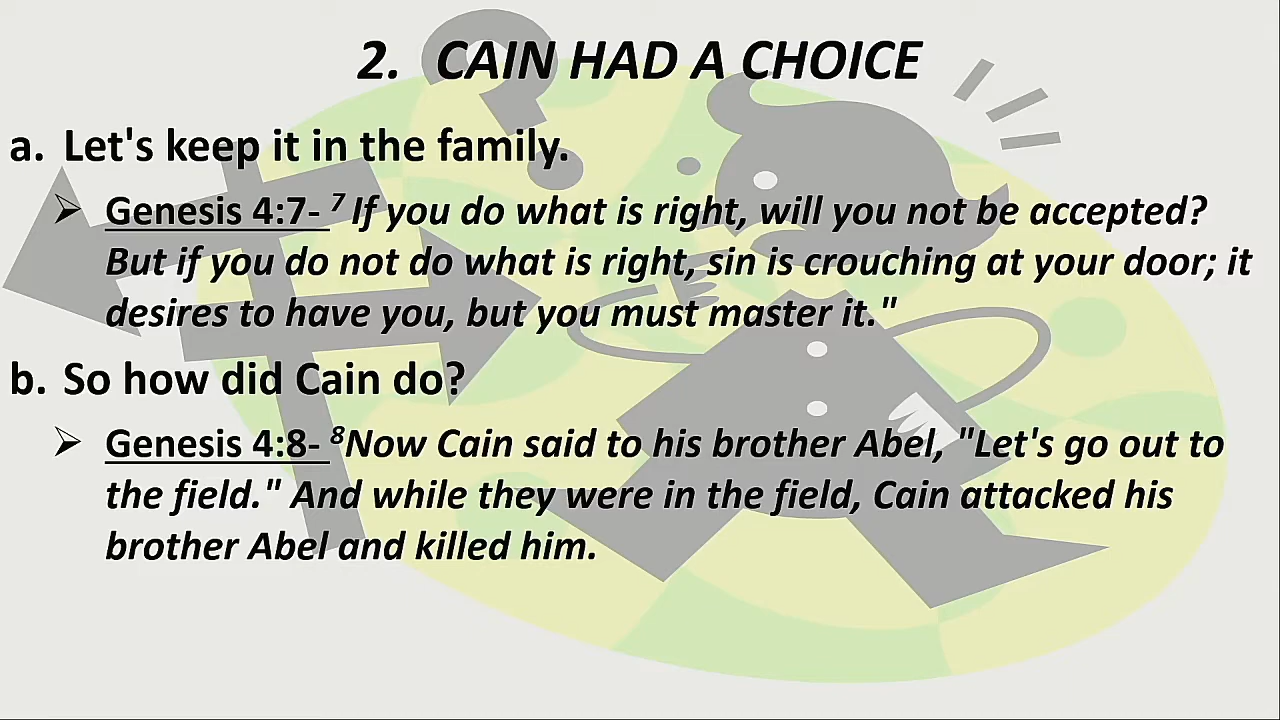 2. CAIN HAD A CHOICE
a. Let's keep it in the family.
➢ Genesis 4:7- ⁷ If you do what is right, will you not be accepted?
But if you do not do what is right, sin is crouching at your door; it
desires to have you, but you must master it."
b. So how did Cain do?
➢ Genesis 4:8- ⁸Now Cain said to his brother Abel, "Let's go out to
the field." And while they were in the field, Cain attacked his
brother Abel and killed him.